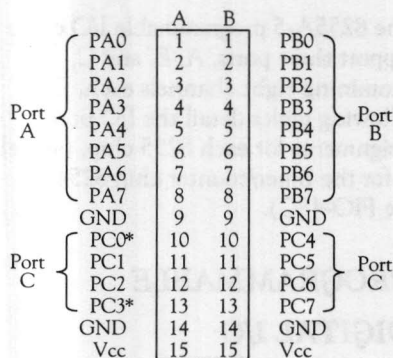 A B
PA0 1 1 PB0
PA1 2 2 PB1
PA2 3 3 PB2
Port A PA3 4 4 PB3 Port B
PA4 5 5 PB4
PA5 6 6 PB5
PA6 7 7 PB6
PA7 8 8 PB7
GND 9 9 GND
PC0* 10 10 PC4
Port C PC1 11 11 PC5 Port C
PC2 12 12 PC6
PC3* 13 13 PC7
GND 14 14 GND
Vcc 15 15 Vcc